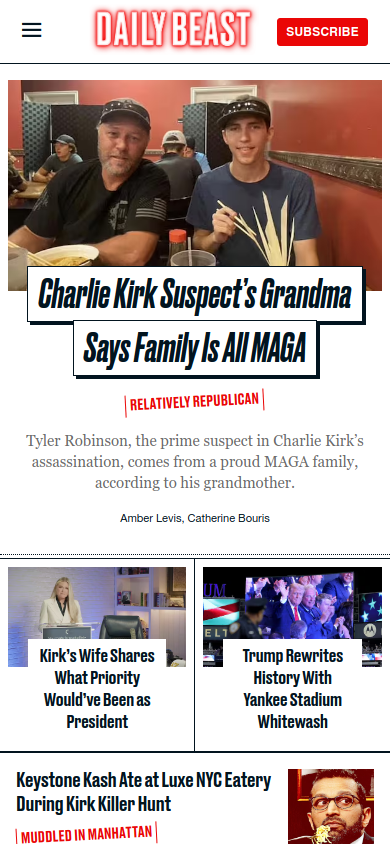 DAILY BEAST
SUBSCRIBE
Charlie Kirk Suspect's Grandma
Says Family Is All MAGA
RELATIVELY REPUBLICAN
Tyler Robinson, the prime suspect in Charlie Kirk's
assassination, comes from a proud MAGA family,
according to his grandmother.
Amber Levis, Catherine Bouris
UM
ELT
Kirk's Wife Shares
What Priority
Would've Been as
President
Trump Rewrites
History With
Yankee Stadium
Whitewash
Keystone Kash Ate at Luxe NYC Eatery
During Kirk Killer Hunt
MUDDLED IN MANHATTAN